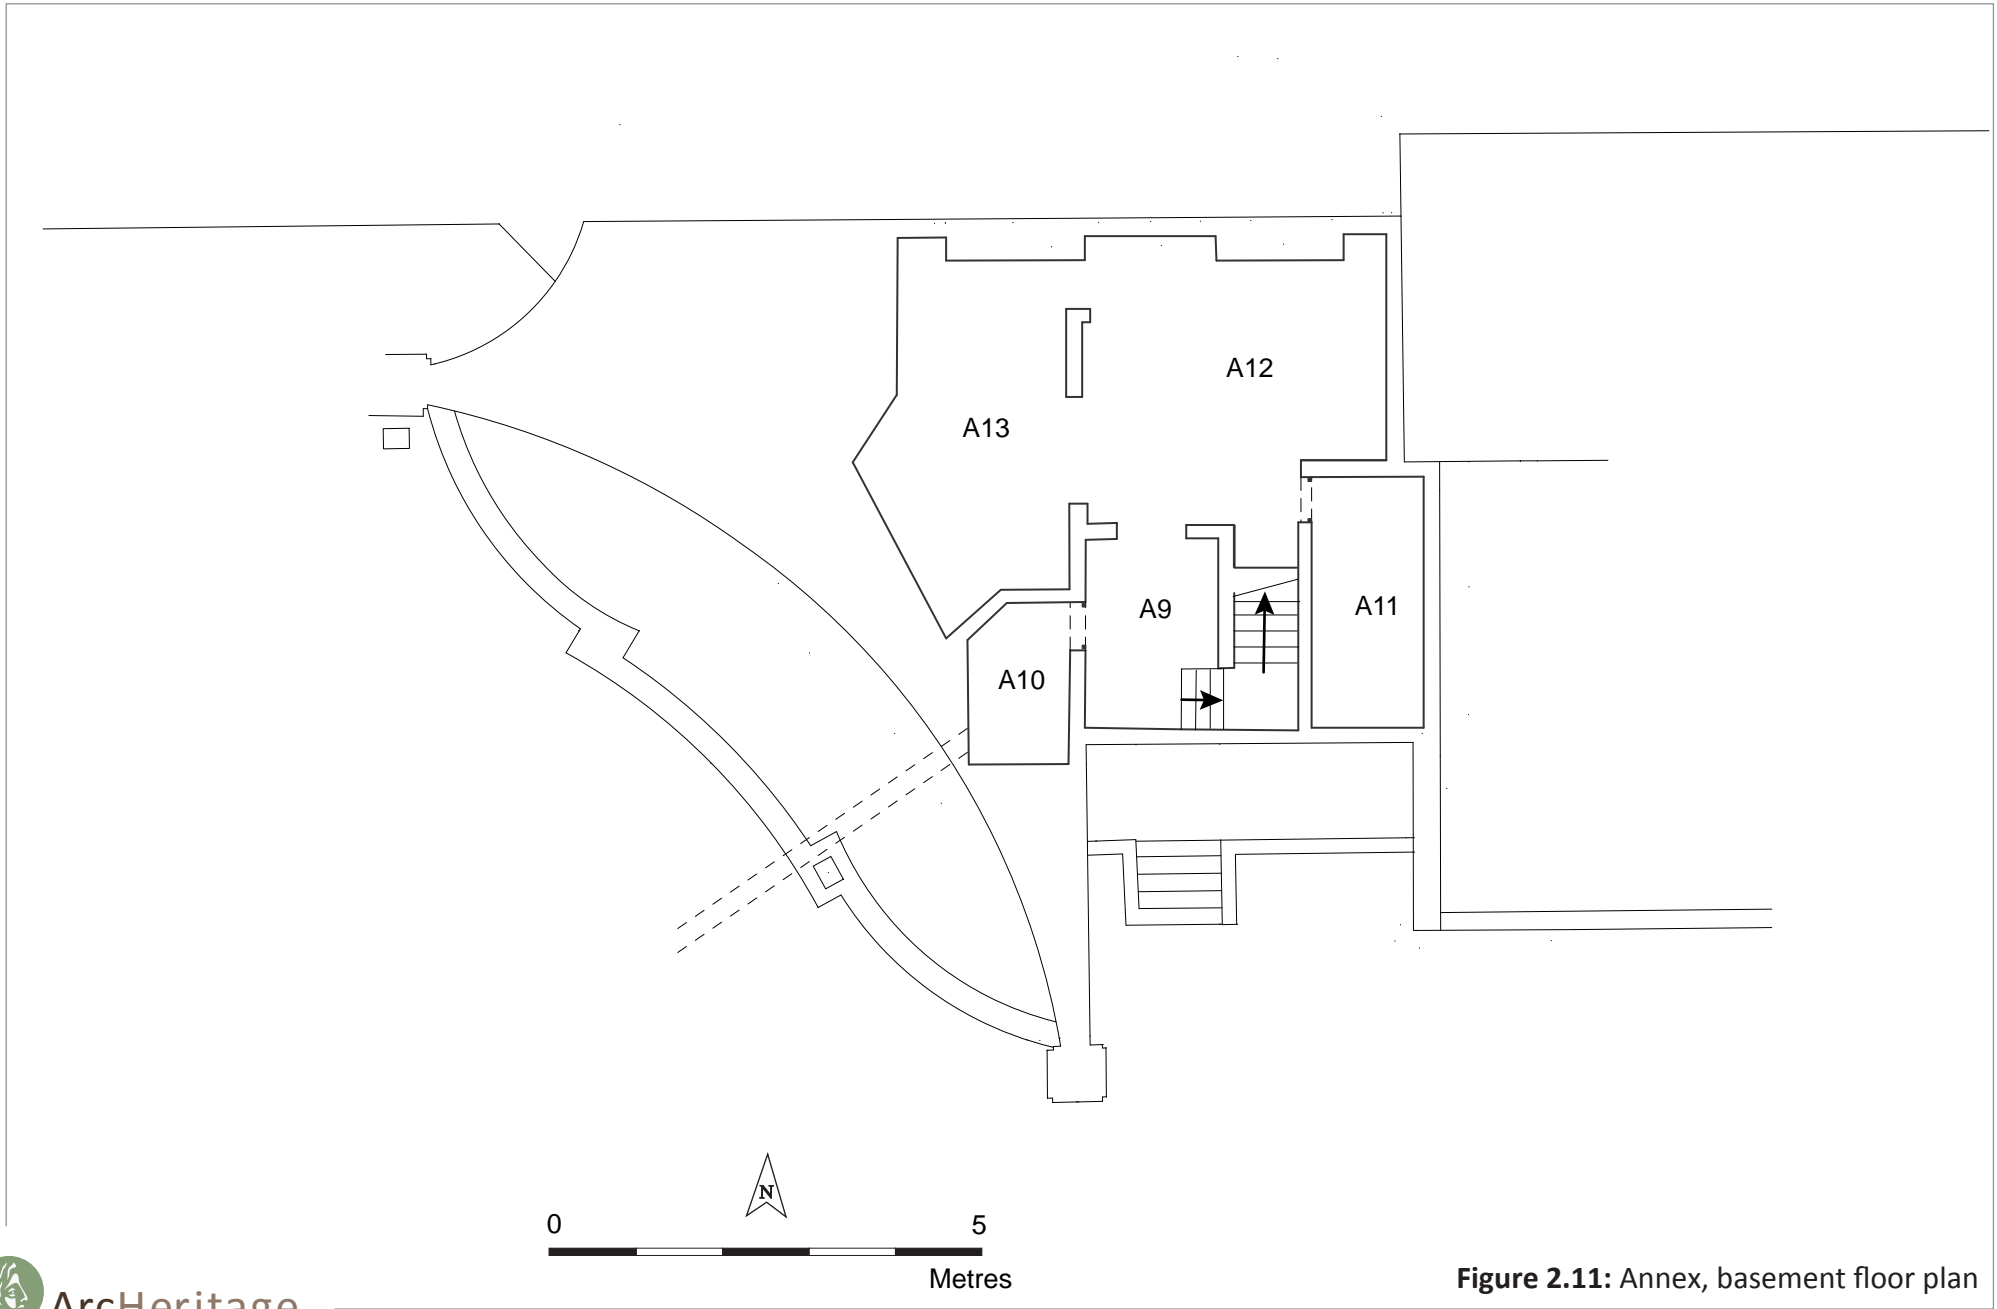 A12
A13
A9
A11
A10
N
0 5
Metres
Figure 2.11: Annex, basement floor plan
ArcHeritage